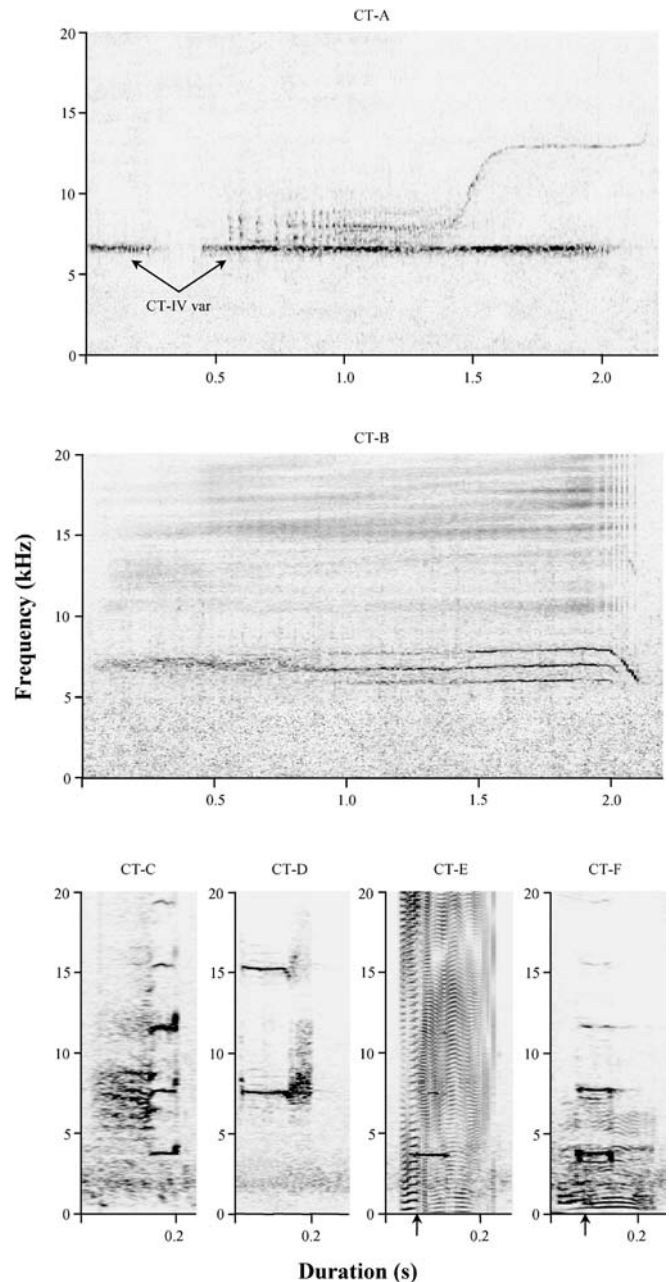 CT-A
20
15
10
5
0
CT-IV var
0.5 1.0 1.5 2.0
CT-B
20
15
10
5
0
0.5 1.0 1.5 2.0
Frequency (kHz)
CT-C CT-D CT-E CT-F
20 20 20 20
15 15 15 15
10 10 10 10
5 5 5 5
0 0 0 0
0.2 0.2 0.2 0.2
Duration (s)